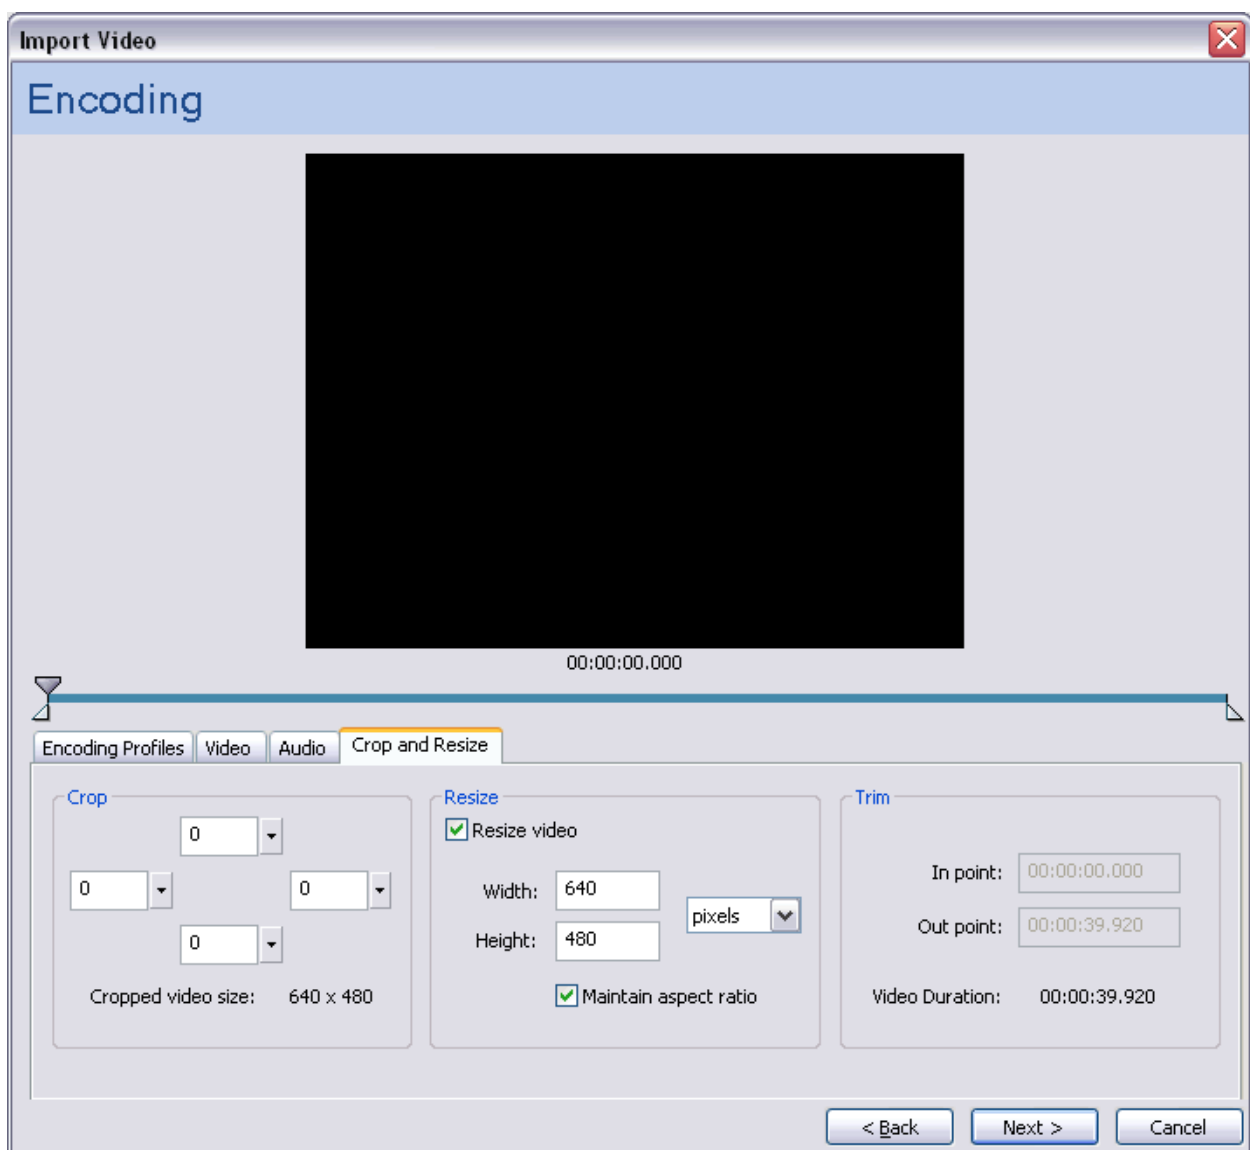 Import Video
Encoding
00:00:00.000
Encoding Profiles Video Audio Crop and Resize
Crop
0
0 0
0
Cropped video size: 640 x 480
Resize
Resize video
Width: 640
pixels
Height: 480
Maintain aspect ratio
Trim
In point: 00:00:00.000
Out point: 00:00:39.920
Video Duration: 00:00:39.920
< Back Next > Cancel